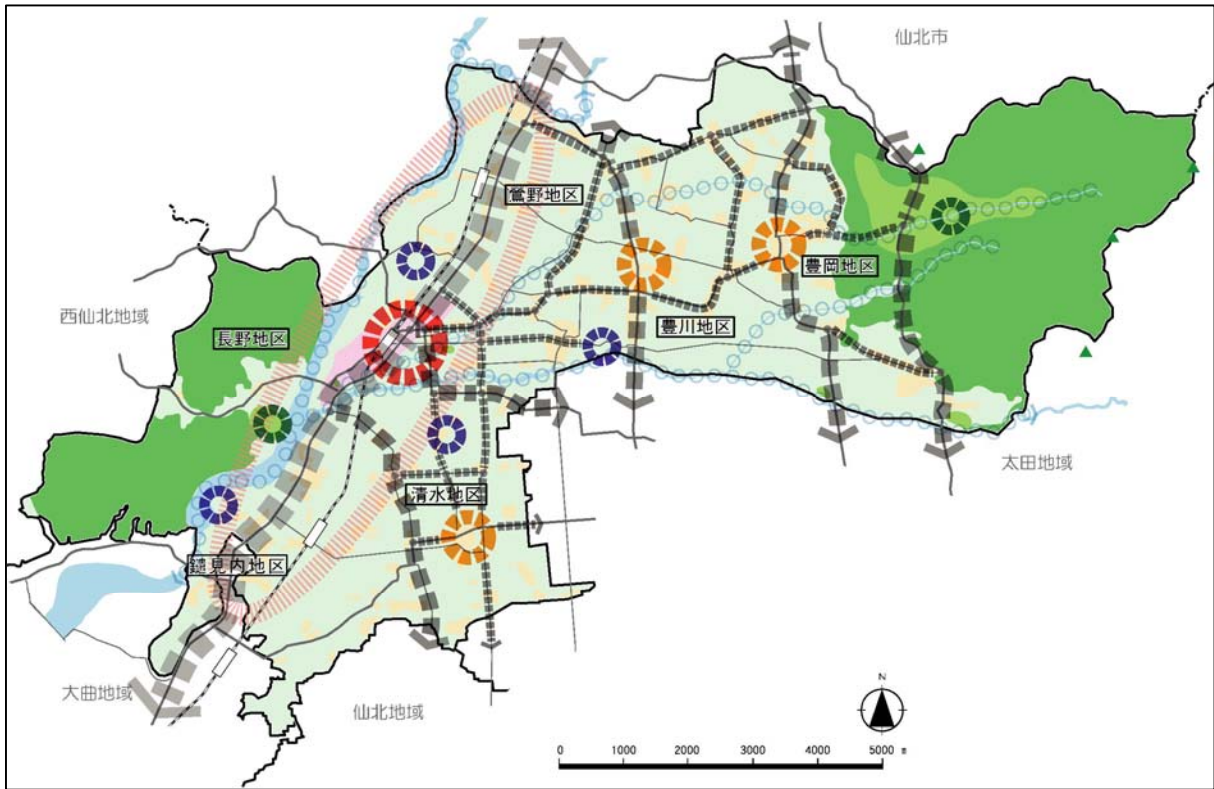 仙北市
鶯野地区
豊岡地区
西仙北地域
長野地区
豊川地区
太田地域
清水地区
鑓見内地区
大曲地域
仙北地域
N
0 1000 2000 3000 4000 5000 m